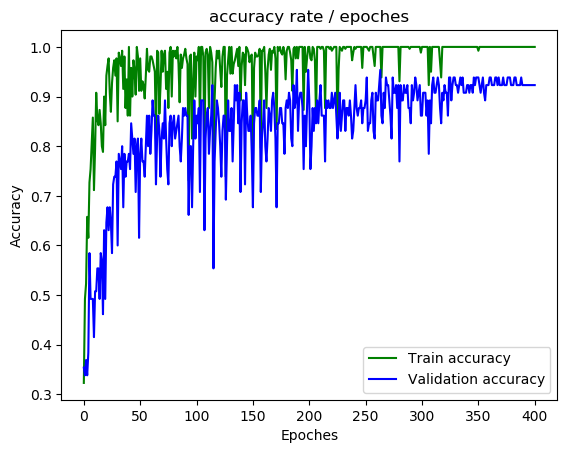 accuracy rate / epoches
Accuracy
1.0
0.9
0.8
0.7
0.6
0.5
0.4
0.3
Train accuracy
Validation accuracy
0 50 100 150 200 250 300 350 400
Epoches